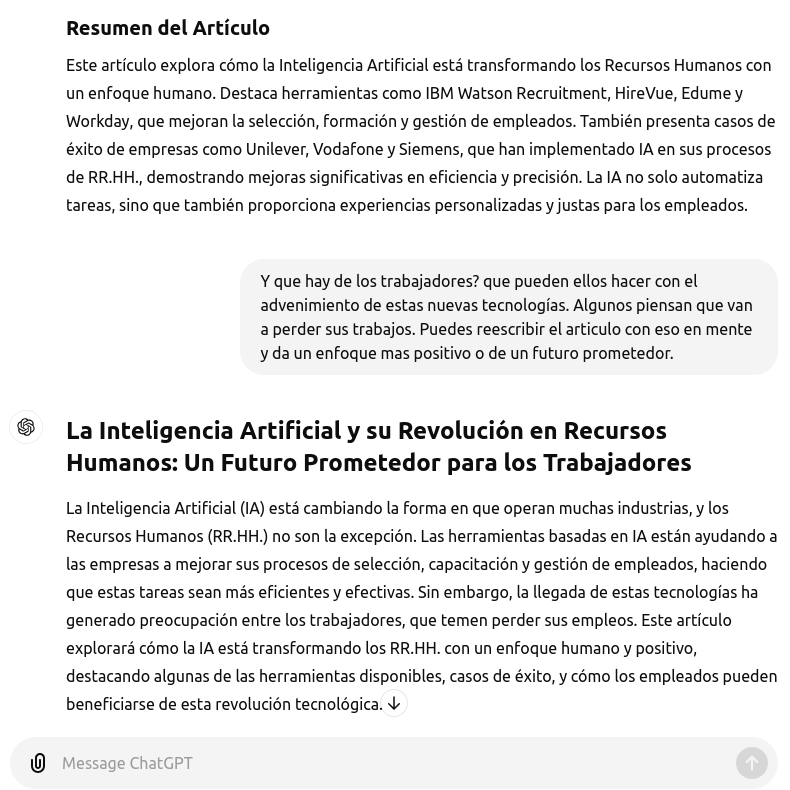 Resumen del Artículo
Este artículo explora cómo la Inteligencia Artificial está transformando los Recursos Humanos con
un enfoque humano. Destaca herramientas como IBM Watson Recruitment, HireVue, Edume y
Workday, que mejoran la selección, formación y gestión de empleados. También presenta casos de
éxito de empresas como Unilever, Vodafone y Siemens, que han implementado IA en sus procesos
de RR.HH., demostrando mejoras significativas en eficiencia y precisión. La IA no solo automatiza
tareas, sino que también proporciona experiencias personalizadas y justas para los empleados.
Y que hay de los trabajadores? que pueden ellos hacer con el
advenimiento de estas nuevas tecnologías. Algunos piensan que van
a perder sus trabajos. Puedes reescribir el articulo con eso en mente
y da un enfoque mas positivo o de un futuro prometedor.
La Inteligencia Artificial y su Revolución en Recursos
Humanos: Un Futuro Prometedor para los Trabajadores
La Inteligencia Artificial (IA) está cambiando la forma en que operan muchas industrias, y los
Recursos Humanos (RR.HH.) no son la excepción. Las herramientas basadas en IA están ayudando a
las empresas a mejorar sus procesos de selección, capacitación y gestión de empleados, haciendo
que estas tareas sean más eficientes y efectivas. Sin embargo, la llegada de estas tecnologías ha
generado preocupación entre los trabajadores, que temen perder sus empleos. Este artículo
explorará cómo la IA está transformando los RR.HH. con un enfoque humano y positivo,
destacando algunas de las herramientas disponibles, casos de éxito, y cómo los empleados pueden
beneficiarse de esta revolución tecnológica.
Message ChatGPT